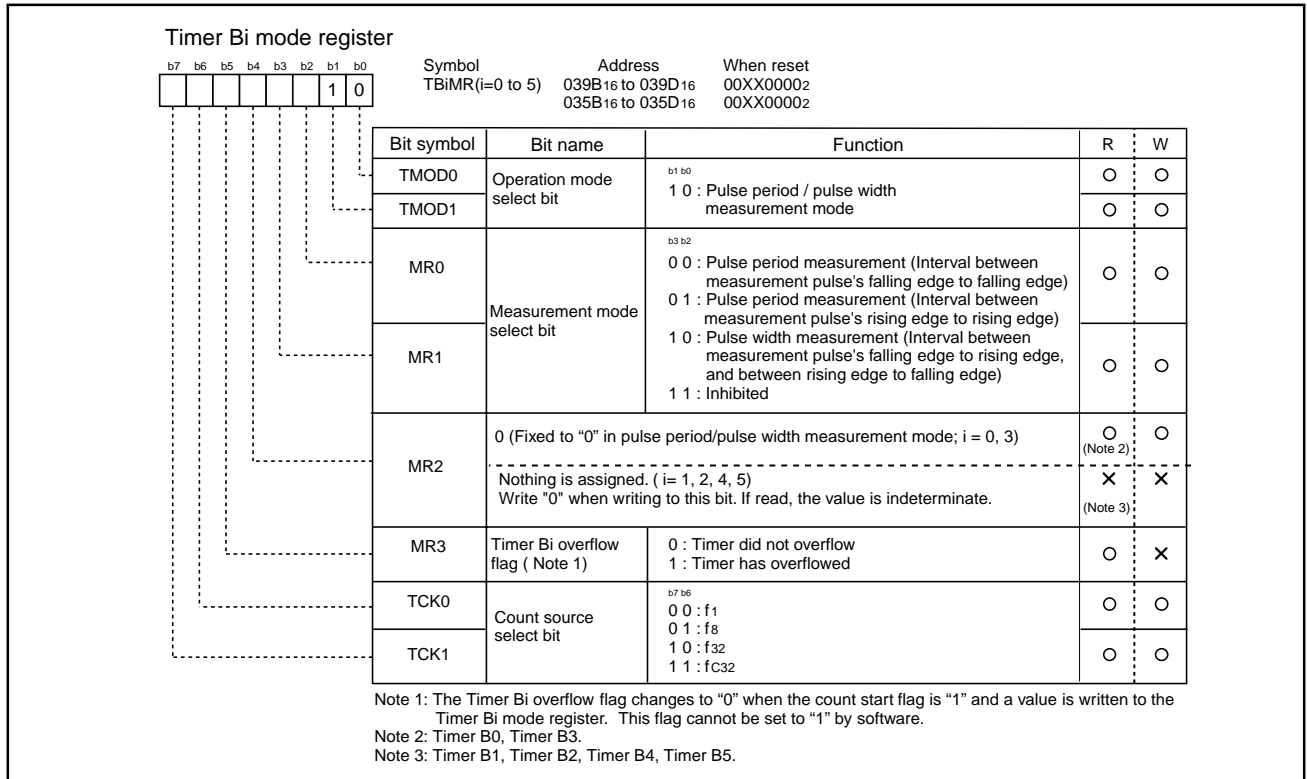 Timer Bi mode register
b7 b6 b5 b4 b3 b2 b1 b0
1 0
Symbol Address When reset
TBiMR(i=0 to 5) 039B16 to 039D16 00XX00002
035B16 to 035D16 00XX00002
Bit symbol Bit name Function R W
TMOD0 Operation mode select bit
TMOD1
b1 b0
1 0 : Pulse period / pulse width
measurement mode
MR0
MR1
Measurement mode
select bit
b3 b2
0 0 : Pulse period measurement (Interval between
measurement pulse's falling edge to falling edge)
0 1 : Pulse period measurement (Interval between
measurement pulse's rising edge to rising edge)
1 0 : Pulse width measurement (Interval between
measurement pulse's falling edge to rising edge,
and between rising edge to falling edge)
1 1 : Inhibited
MR2
0 (Fixed to “0” in pulse period/pulse width measurement mode; i = 0, 3)
(Note 2)
Nothing is assigned. ( i= 1, 2, 4, 5)
Write "0" when writing to this bit. If read, the value is indeterminate.
(Note 3)
MR3
Timer Bi overflow
flag ( Note 1)
0 : Timer did not overflow
1 : Timer has overflowed
TCK0
TCK1
Count source
select bit
b7 b6
0 0 : f1
0 1 : f8
1 0 : f32
1 1 : fC32
Note 1: The Timer Bi overflow flag changes to “0” when the count start flag is “1” and a value is written to the
Timer Bi mode register. This flag cannot be set to “1” by software.
Note 2: Timer B0, Timer B3.
Note 3: Timer B1, Timer B2, Timer B4, Timer B5.